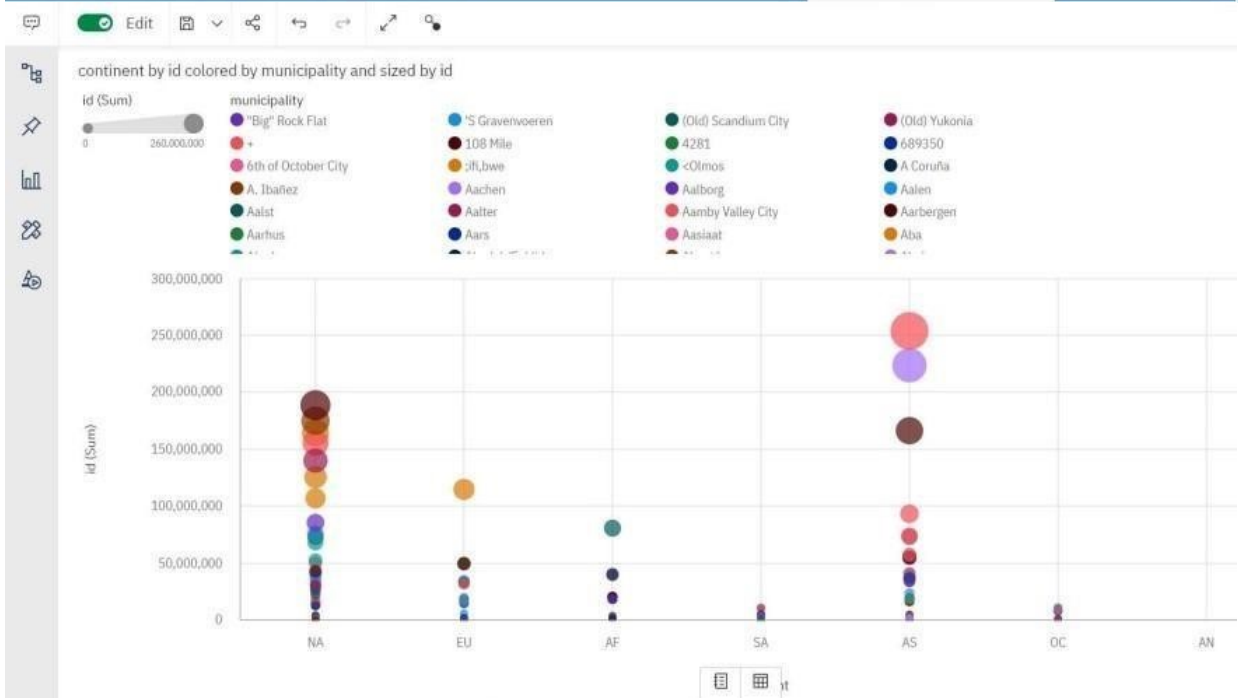 Edit
continent by id colored by municipality and sized by id
id (Sum)
0 260,000,000
municipality
"Big" Rock Flat 'S Gravenvoeren (Old) Scandium City (Old) Yukonia
+ 108 Mile 4281 689350
6th of October City ;ifi,bwe <Olmos A Coruña
A. Ibañez Aachen Aalborg Aalen
Aalst Aalter Aamby Valley City Aarbergen
Aarhus Aars Aasiaat Aba
300,000,000
250,000,000
200,000,000
150,000,000
100,000,000
50,000,000
0
id (Sum)
NA EU AF SA AS OC AN
nt